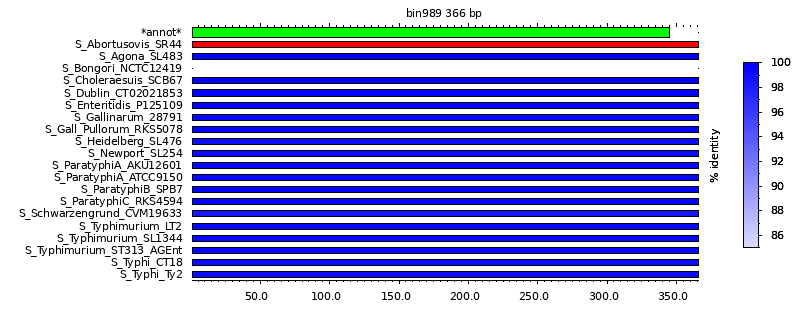 bin989 366 bp
*annot*
S_Abortusovis_SR44
S_Agona_SL483
S_Bongori_NCTC12419
S_Choleraesuis_SCB67
S_Dublin_CT02021853
S_Enteritidis_P125109
S_Gallinarum_28791
S_Gall_Pullorum_RKS5078
S_Heidelberg_SL476
S_Newport_SL254
S_ParatyphiA_AKU12601
S_ParatyphiA_ATCC9150
S_ParatyphiB_SPB7
S_ParatyphiC_RKS4594
S_Schwarzengrund_CVM19633
S_Typhimurium_LT2
S_Typhimurium_SL1344
S_Typhimurium_ST313_AGEnt
S_Typhi_CT18
S_Typhi_Ty2
50.0 100.0 150.0 200.0 250.0 300.0 350.0
% identity
100
98
96
94
92
90
88
86